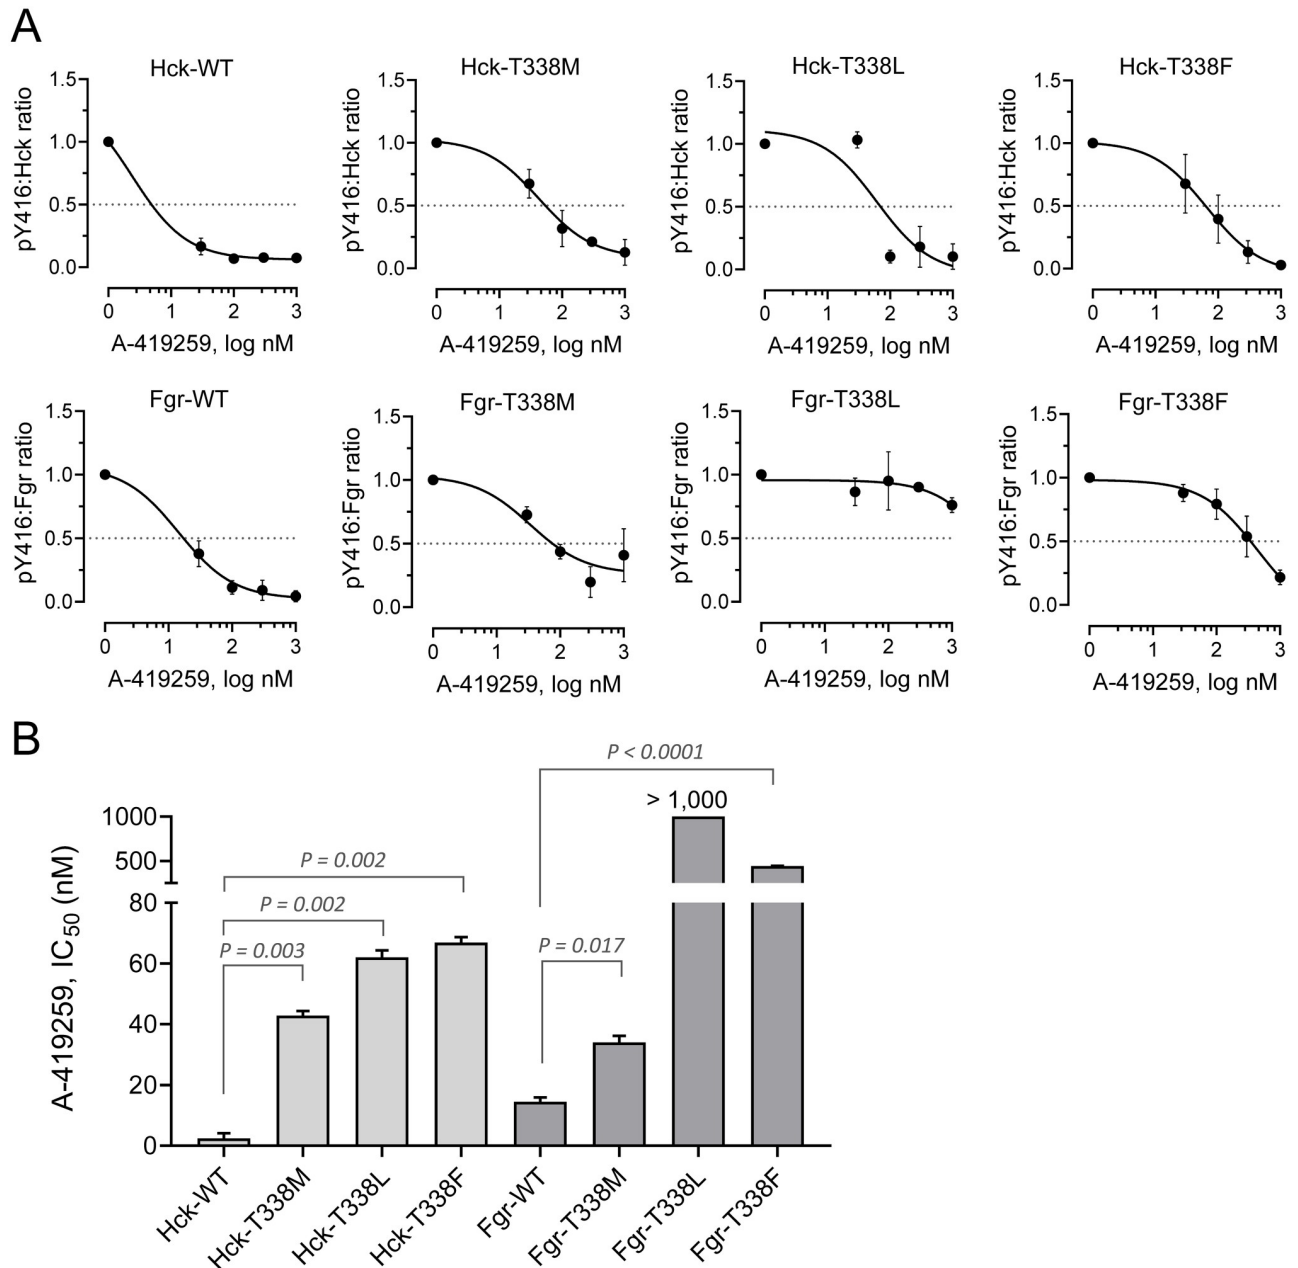 A
Hck-WT
1.5
1.0
0.5
0.0
pY416:Hck ratio
0 1 2 3
A-419259, log nM
Hck-T338M
1.5
1.0
0.5
0.0
pY416:Hck ratio
0 1 2 3
A-419259, log nM
Hck-T338L
1.5
1.0
0.5
0.0
pY416:Hck ratio
0 1 2 3
A-419259, log nM
Hck-T338F
1.5
1.0
0.5
0.0
pY416:Hck ratio
0 1 2 3
A-419259, log nM
Fgr-WT
1.5
1.0
0.5
0.0
pY416:Fgr ratio
0 1 2 3
A-419259, log nM
Fgr-T338M
1.5
1.0
0.5
0.0
pY416:Fgr ratio
0 1 2 3
A-419259, log nM
Fgr-T338L
1.5
1.0
0.5
0.0
pY416:Fgr ratio
0 1 2 3
A-419259, log nM
Fgr-T338F
1.5
1.0
0.5
0.0
pY416:Fgr ratio
0 1 2 3
A-419259, log nM
B
P < 0.0001
> 1,000
P = 0.002
P = 0.002
P = 0.003
P = 0.017
1000
500
80
60
40
20
0
A-419259, IC50 (nM)
Hck-WT
Hck-T338M
Hck-T338L
Hck-T338F
Fgr-WT
Fgr-T338M
Fgr-T338L
Fgr-T338F